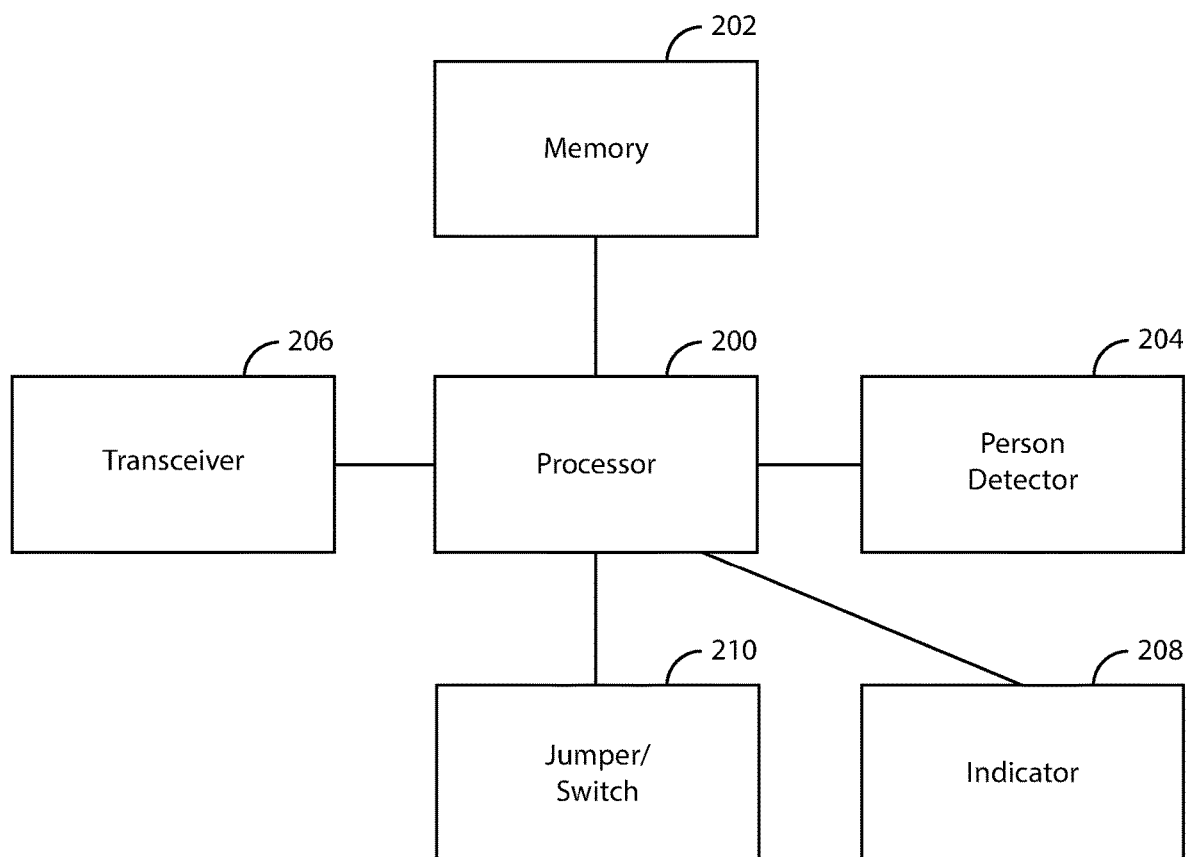 202
Memory
206
200
204
Transceiver
Processor
Person
Detector
210
208
Jumper/
Switch
Indicator